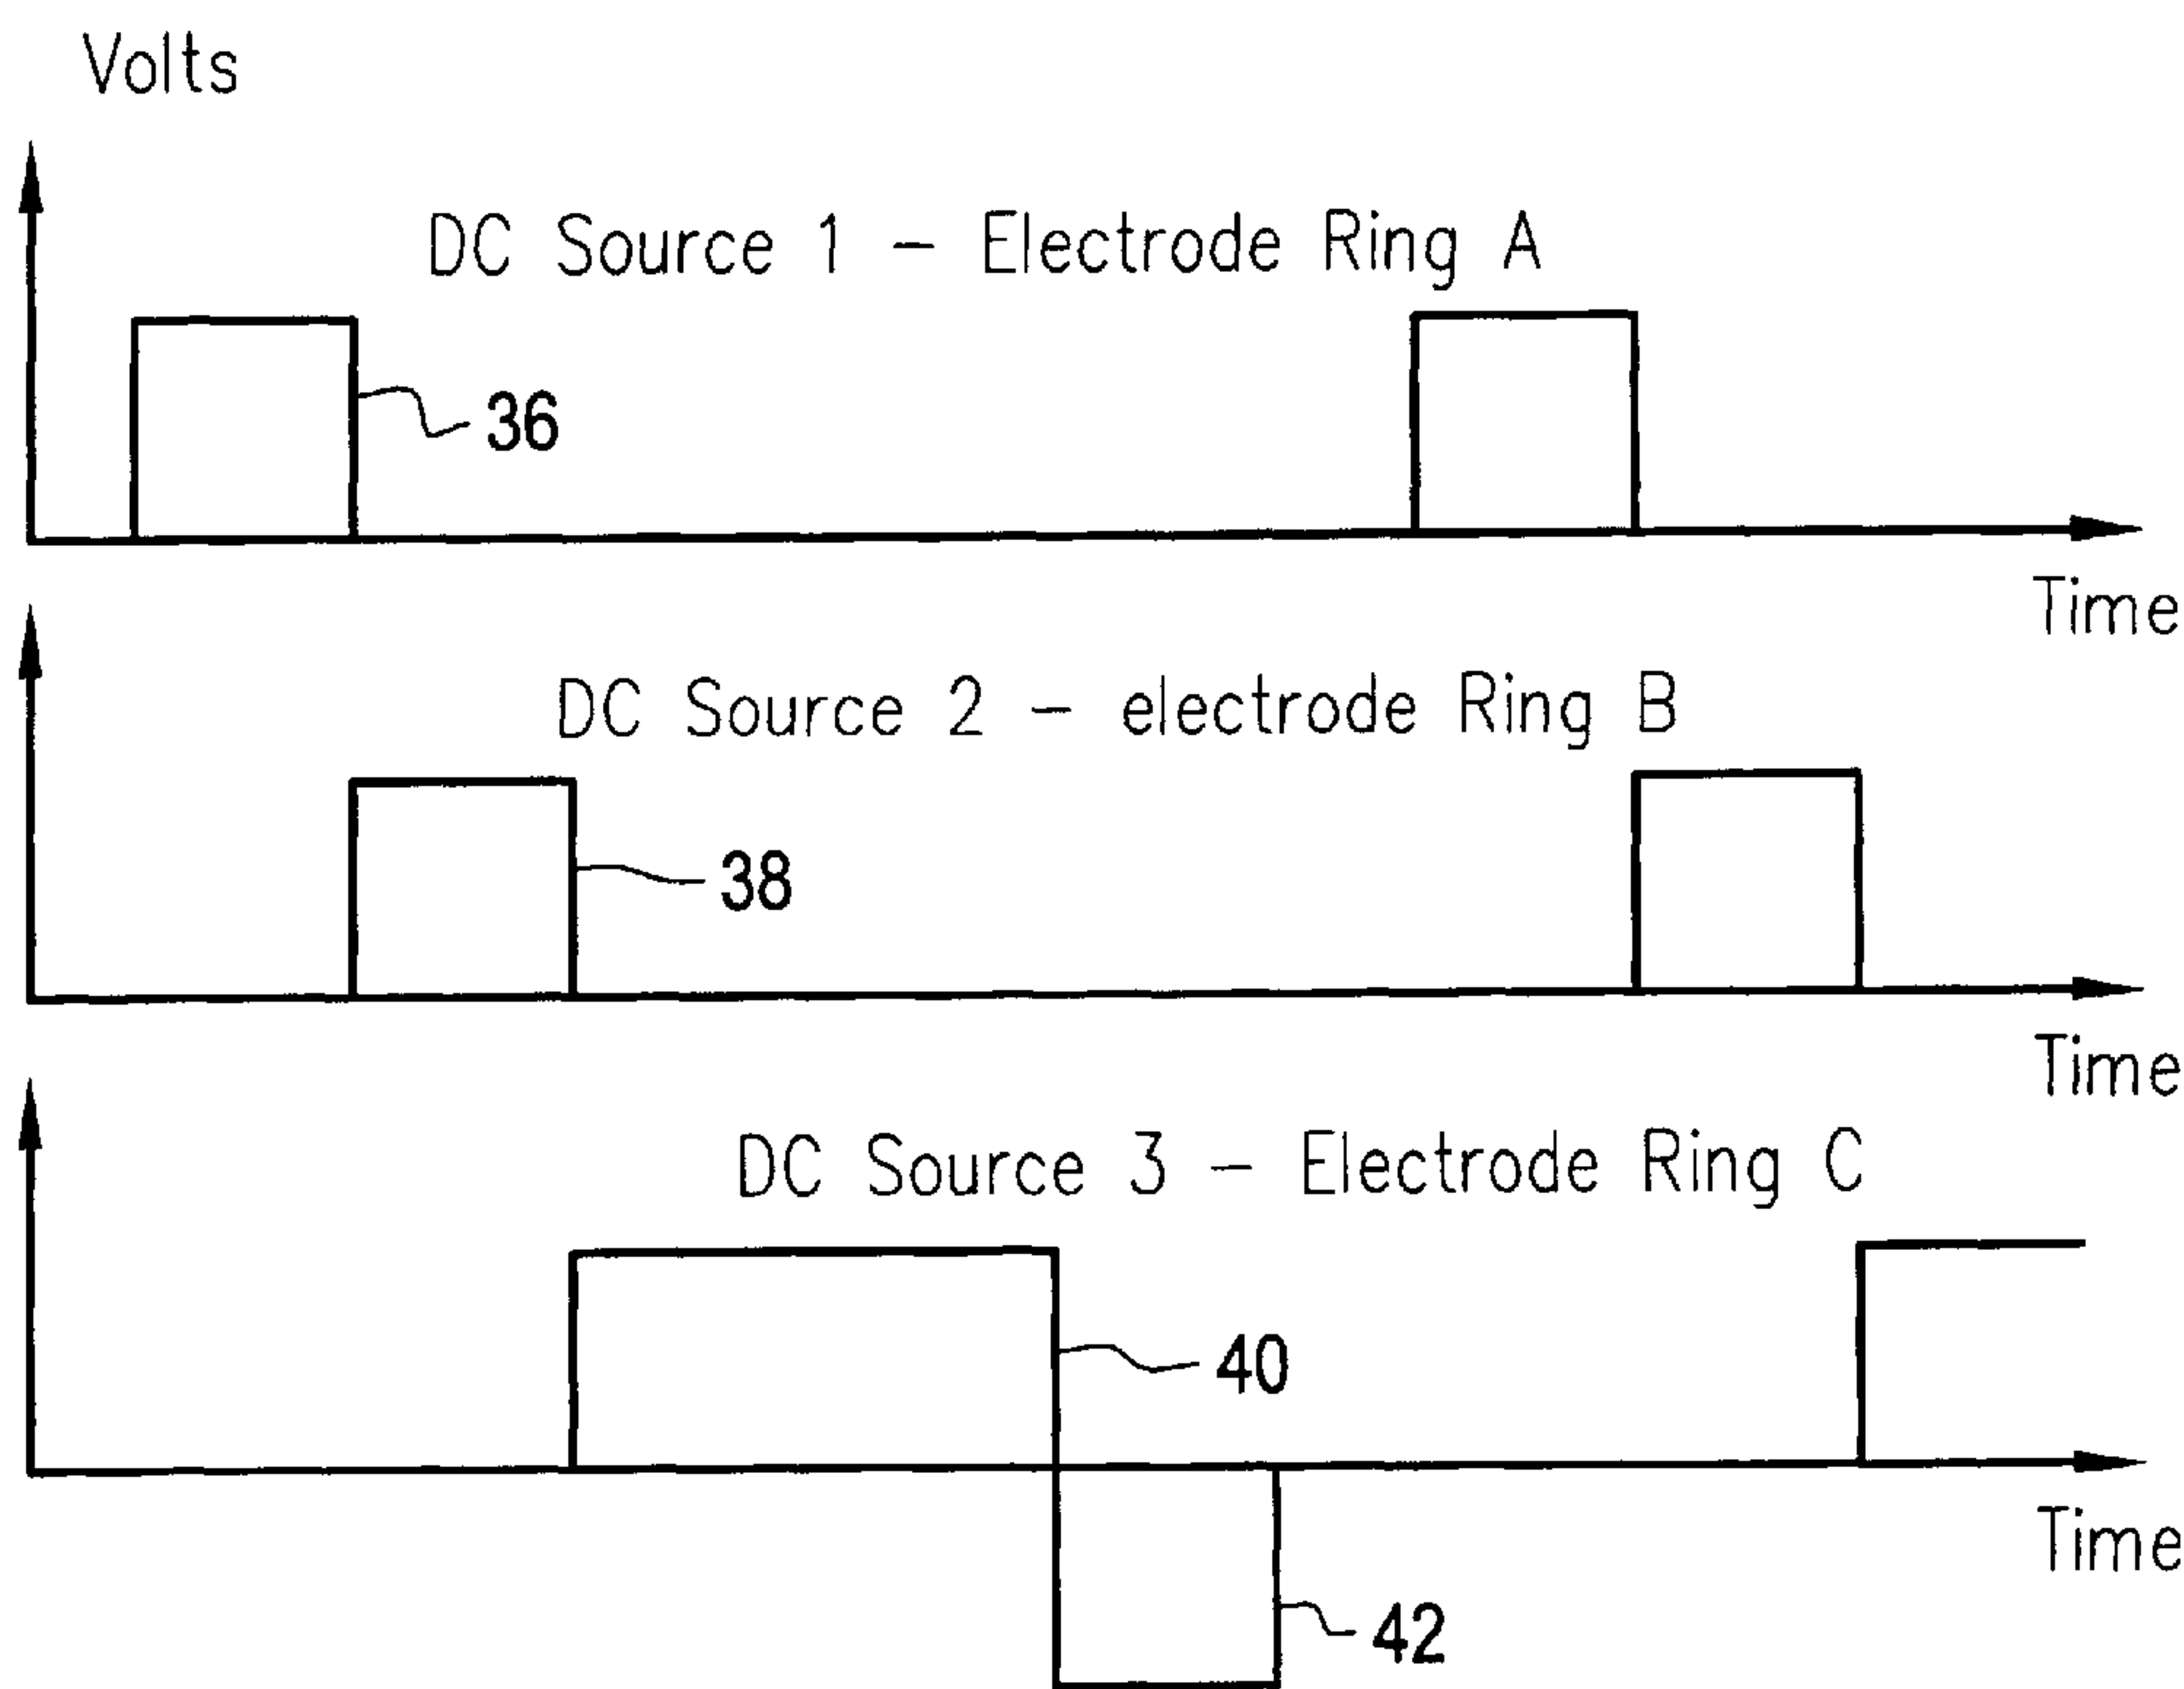 Volts
DC Source 1 - Electrode Ring A
36
Time
DC Source 2 - electrode Ring B
38
Time
DC Source 3 - Electrode Ring C
40
Time
42